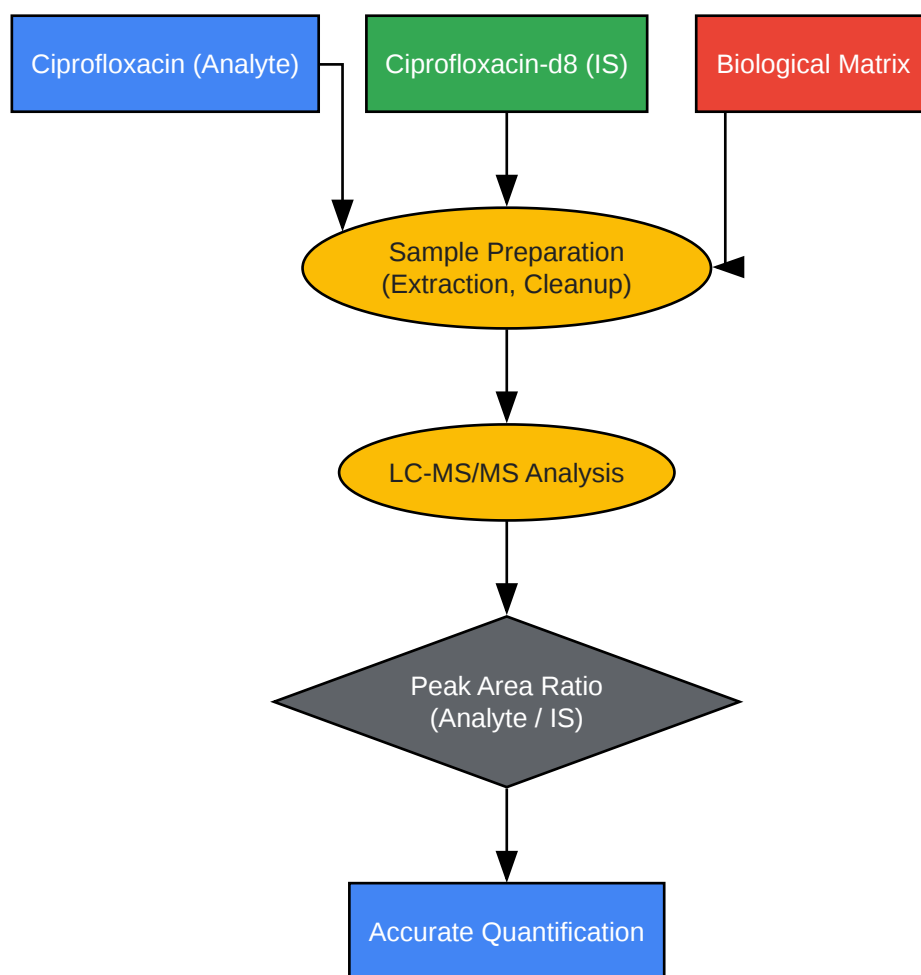 Ciprofloxacin (Analyte)
Ciprofloxacin-d8 (IS)
Biological Matrix
Sample Preparation
(Extraction, Cleanup)
LC-MS/MS Analysis
Peak Area Ratio
(Analyte / IS)
Accurate Quantification